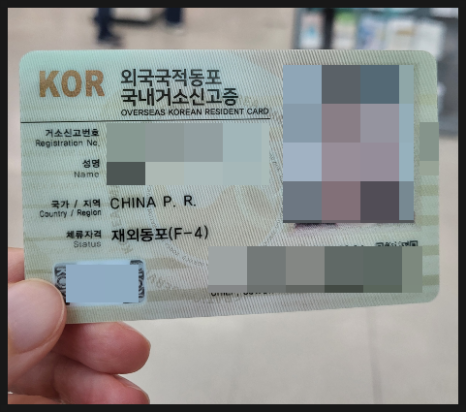 KOR
외국국적동포
국내거소신고증
OVERSEAS KOREAN RESIDENT CARD
거소신고번호
Registration No.
성명
Name
국가 / 지역 CHINA P. R.
Country / Region
체류자격 재외동포(F-4)
Status